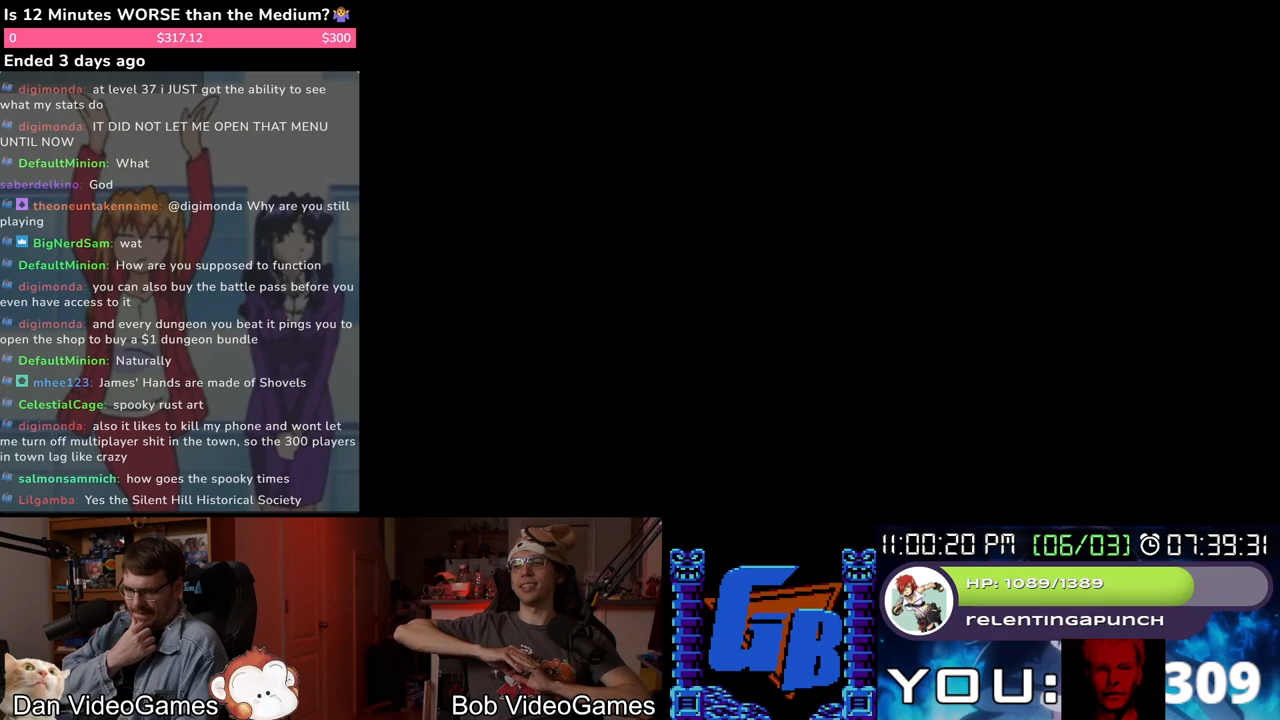 Is 12 Minutes WORSE than the Medium?🤷‍♀️
0 $317.12 $300
Ended 3 days ago
digimonda: at level 37 i JUST got the ability to see
what my stats do
digimonda: IT DID NOT LET ME OPEN THAT MENU
UNTIL NOW
DefaultMinion: What
saberdelkino: God
theoneuntakenname: @digimonda Why are you still
playing
BigNerdSam: wat
DefaultMinion: How are you supposed to function
digimonda: you can also buy the battle pass before you
even have access to it
digimonda: and every dungeon you beat it pings you to
open the shop to buy a $1 dungeon bundle
DefaultMinion: Naturally
mhee123: James' Hands are made of Shovels
CelestialCage: spooky rust art
digimonda: also it likes to kill my phone and wont let
me turn off multiplayer shit in the town, so the 300 players
in town lag like crazy
salmonsammich: how goes the spooky times
Lilgamba: Yes the Silent Hill Historical Society
Dan VideoGames
Bob VideoGames
GB
11:00:20 PM [06/03] 07:39:31
HP: 1089/1389
relentingapunch
YOU: 309